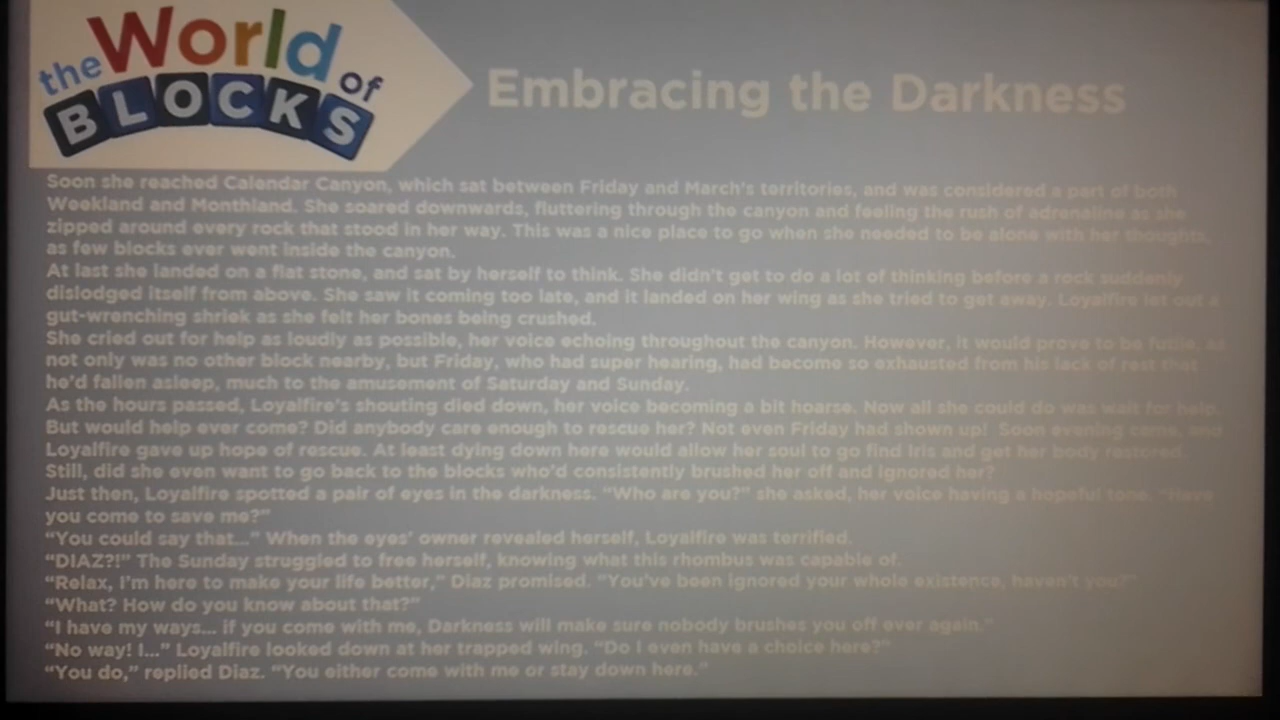 the World of
BLOCKS
Embracing the Darkness
Soon she reached Calendar Canyon, which sat between Friday and March's territories, and was considered a part of both
Weekland and Monthland. She soared downwards, fluttering through the canyon and feeling the rush of adrenaline as she
zipped around every rock that stood in her way. This was a nice place to go when she needed to be alone with her thoughts,
as few blocks ever went inside the canyon.
At last she landed on a flat stone, and sat by herself to think. She didn't get to do a lot of thinking before a rock suddenly
dislodged itself from above. She saw it coming too late, and it landed on her wing as she tried to get away. Loyalfire let out a
gut-wrenching shriek as she felt her bones being crushed.
She cried out for help as loudly as possible, her voice echoing throughout the canyon. However, it would prove to be futile, as
not only was no other block nearby, but Friday, who had super hearing, had become so exhausted from his lack of rest that
he'd fallen asleep, much to the amusement of Saturday and Sunday.
As the hours passed, Loyalfire's shouting died down, her voice becoming a bit hoarse. Now all she could do was wait for help.
But would help ever come? Did anybody care enough to rescue her? Not even Friday had shown up! Soon evening came, and
Loyalfire gave up hope of rescue. At least dying down here would allow her soul to go find Iris and get her body restored.
Still, did she even want to go back to the blocks who'd consistently brushed her off and ignored her?
Just then, Loyalfire spotted a pair of eyes in the darkness. “Who are you?” she asked, her voice having a hopeful tone. “Have
you come to save me?”
“You could say that...” When the eyes' owner revealed herself, Loyalfire was terrified.
“DIAZ?!” The Sunday struggled to free herself, knowing what this rhombus was capable of.
“Relax, I'm here to make your life better,” Diaz promised. “You've been ignored your whole existence, haven't you?”
“What? How do you know about that?”
“I have my ways... if you come with me, Darkness will make sure nobody brushes you off ever again.”
“No way! I...” Loyalfire looked down at her trapped wing. “Do I even have a choice here?”
“You do,” replied Diaz. “You either come with me or stay down here.”